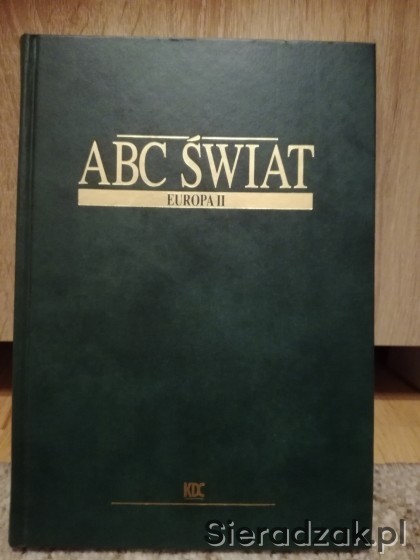 ABC ŚWIAT
EUROPA II
KDC
Sieradzak.pl